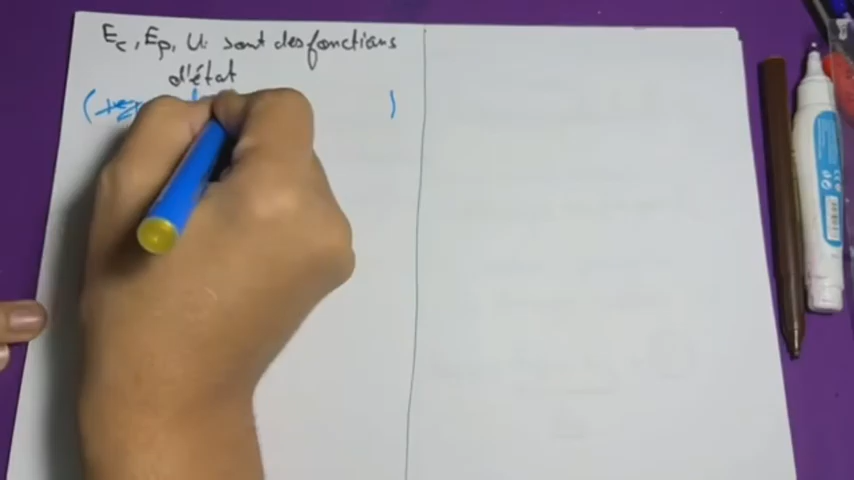 Ec, Ep, U sont des fonctions
d'état
( )